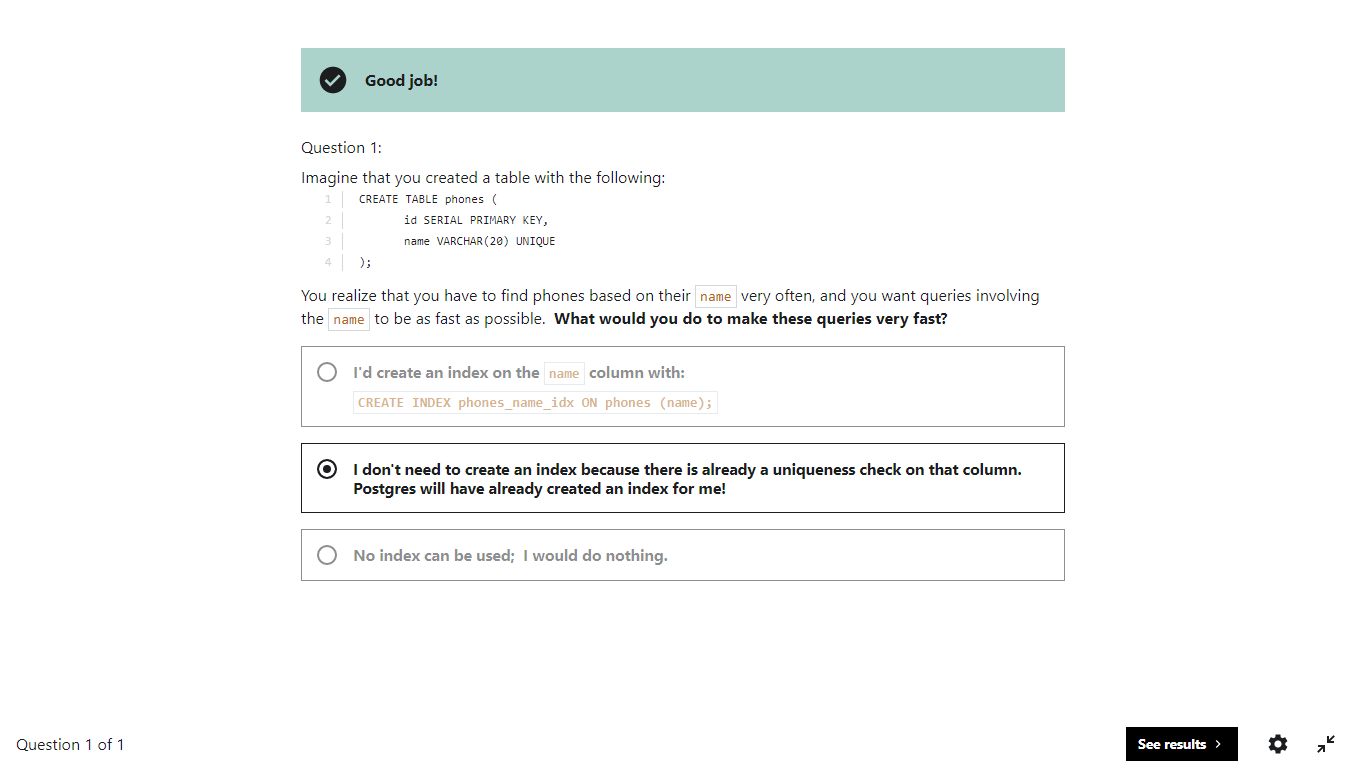 Good job!
Question 1:
Imagine that you created a table with the following:
1 CREATE TABLE phones (
2 id SERIAL PRIMARY KEY,
3 name VARCHAR(20) UNIQUE
4 );
You realize that you have to find phones based on their name very often, and you want queries involving
the name to be as fast as possible. What would you do to make these queries very fast?
I'd create an index on the name column with:
CREATE INDEX phones_name_idx ON phones (name);
I don't need to create an index because there is already a uniqueness check on that column.
Postgres will have already created an index for me!
No index can be used; I would do nothing.
Question 1 of 1
See results